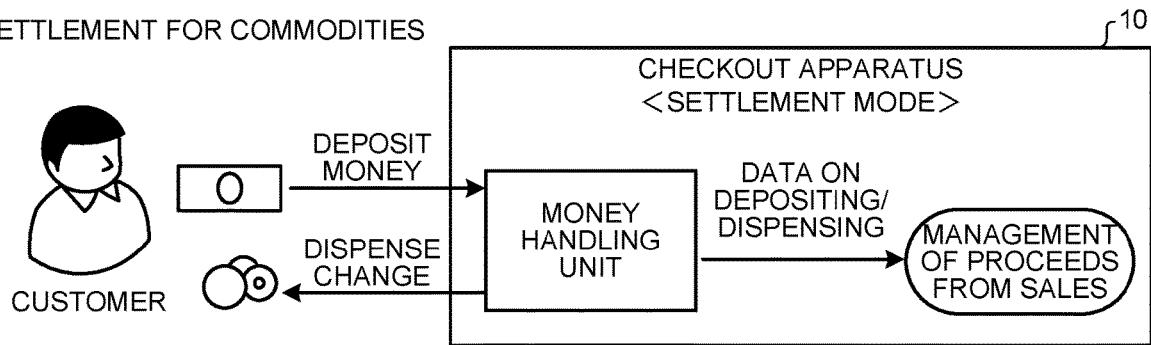 ETTLEMENT FOR COMMODITIES
10
CHECKOUT APPARATUS
<SETTLEMENT MODE>
DEPOSIT
MONEY
DISPENSE
CHANGE
CUSTOMER
MONEY
HANDLING
UNIT
DATA ON
DEPOSITING/
DISPENSING
MANAGEMENT
OF PROCEEDS
FROM SALES